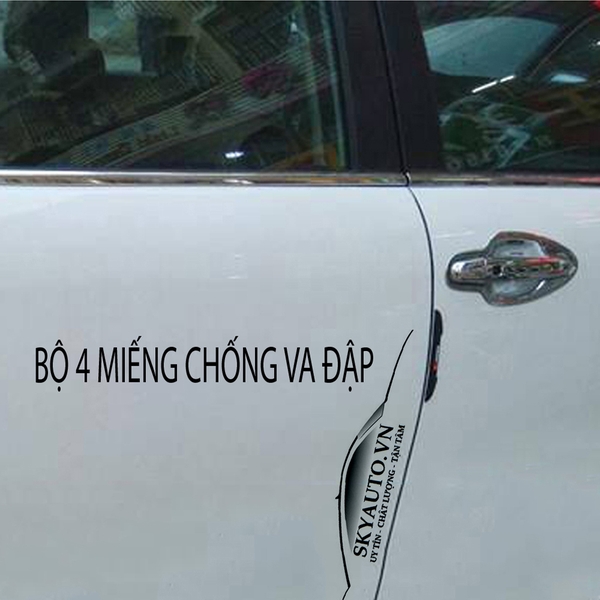 BỘ 4 MIẾNG CHỐNG VA ĐẬP
SKYAUTO.VN
UY TÍN - CHẤT LƯỢNG - TẬN TÂM